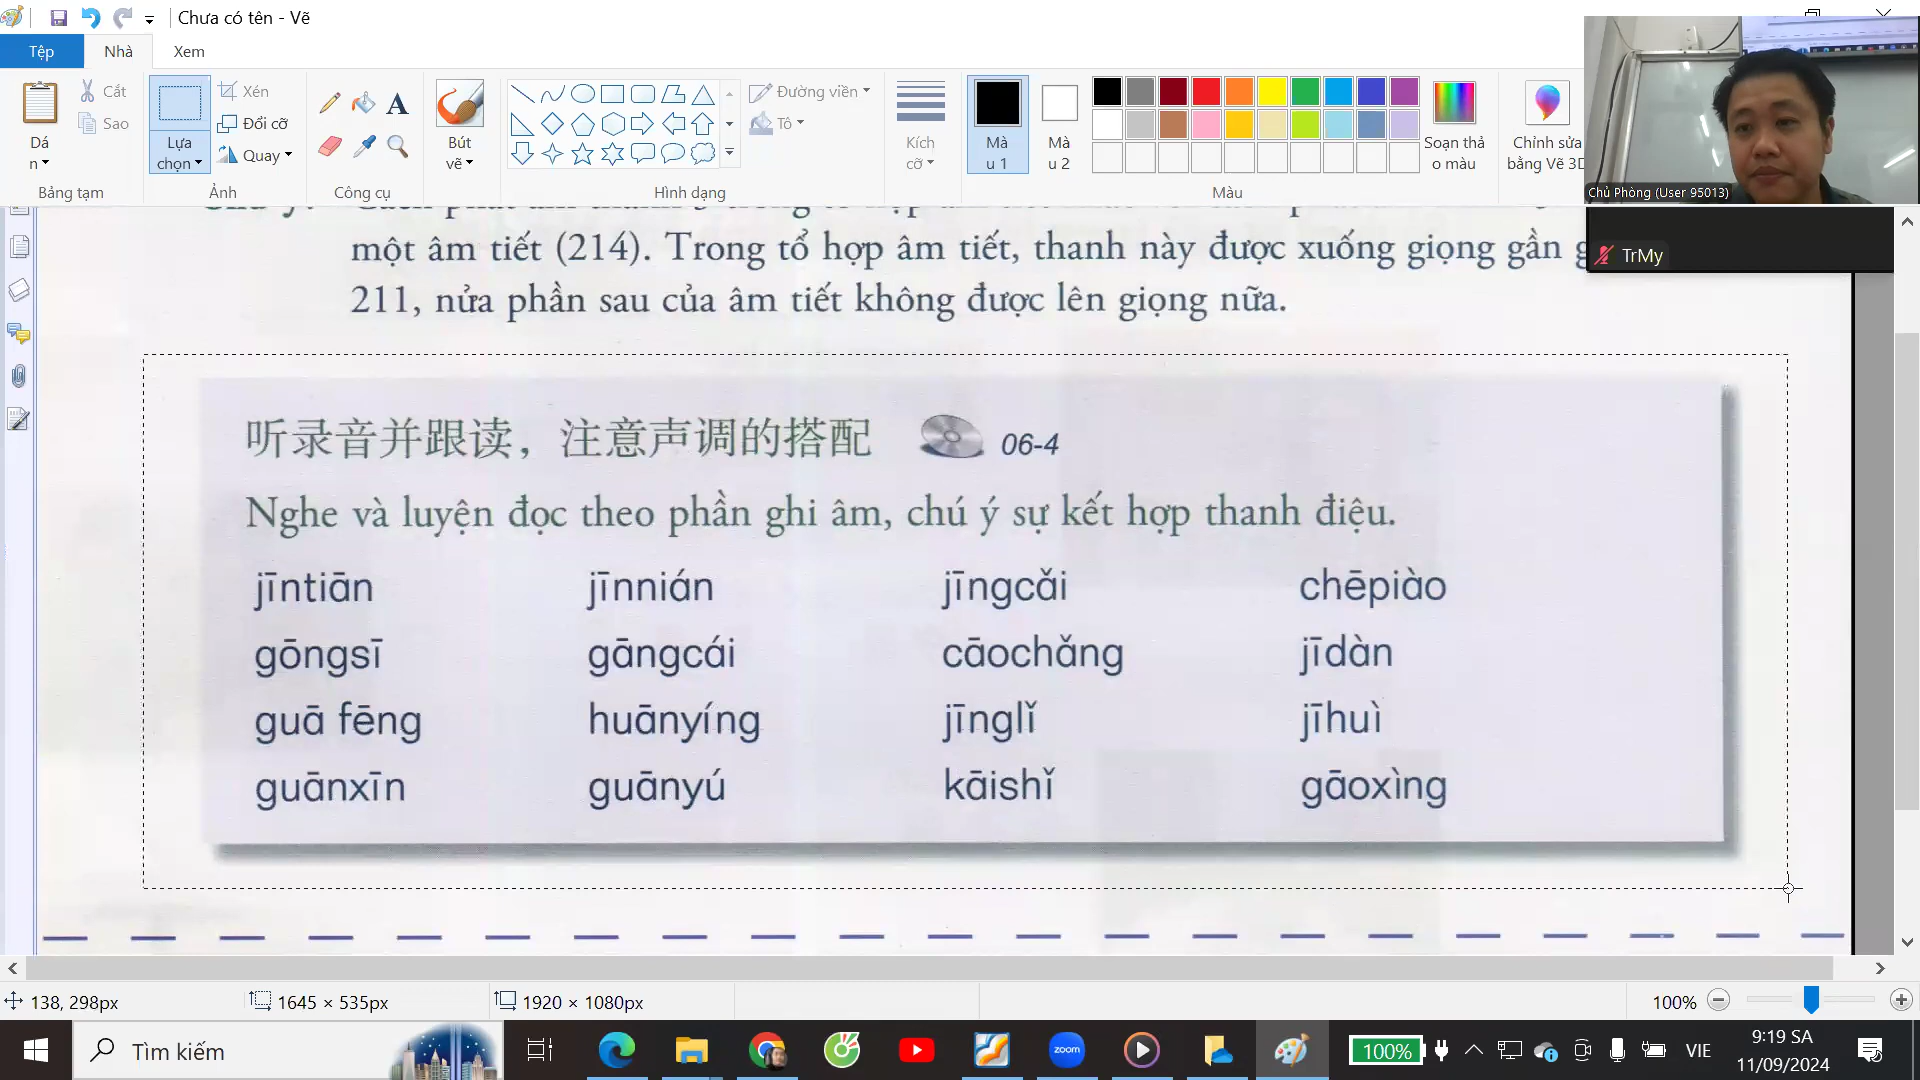 Chưa có tên - Vẽ
Tệp Nhà Xem
Dán
Cắt
Sao
Bảng tạm
Lựa chọn
Xén
Đổi cỡ
Quay
Ảnh
Công cụ
Bút vẽ
Đường viền
Tô
Hình dạng
Kích cỡ
Màu 1
Màu 2
Màu
Soạn thảo màu
Chỉnh sửa bằng Vẽ 3D
Chủ Phòng (User 95013)
TrMy
một âm tiết (214). Trong tổ hợp âm tiết, thanh này được xuống giọng gần
211, nửa phần sau của âm tiết không được lên giọng nữa.
听录音并跟读，注意声调的搭配 06-4
Nghe và luyện đọc theo phần ghi âm, chú ý sự kết hợp thanh điệu.
jīntiān jīnnián jīngcǎi chēpiào
gōngsī gāngcái cāochǎng jīdàn
guā fēng huānyíng jīnglǐ jīhuì
guānxīn guānyú kāishǐ gāoxìng
138, 298px 1645 × 535px 1920 × 1080px 100%
Tìm kiếm
zoom
100%
VIE
9:19 SA
11/09/2024